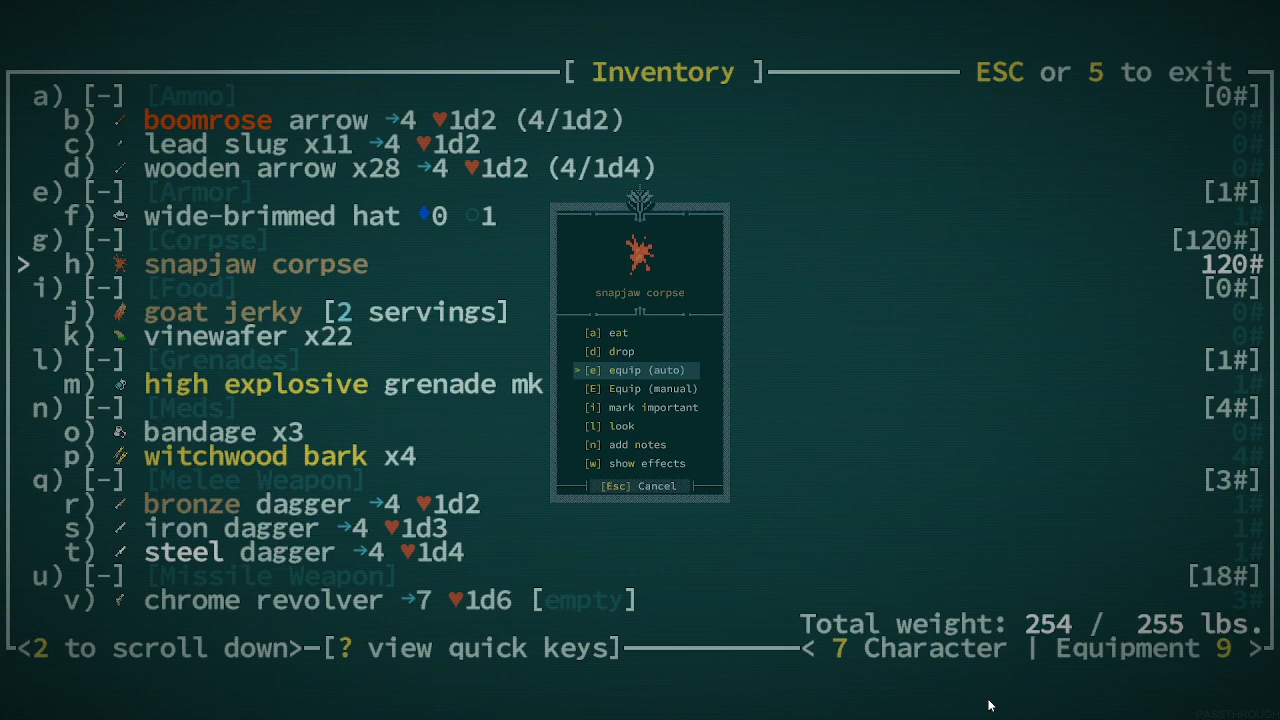 [ Inventory ] ESC or 5 to exit
a) [-] [Ammo] [0#]
b) boomrose arrow →4 ♥1d2 (4/1d2) 0#
c) lead slug x11 →4 ♥1d2 0#
d) wooden arrow x28 →4 ♥1d2 (4/1d4) 0#
e) [-] [Armor] [1#]
f) wide-brimmed hat ♦0 ○1 1#
g) [-] [Corpse] [120#]
> h) snapjaw corpse 120#
i) [-] [Food] [0#]
j) goat jerky [2 servings] 0#
k) vinewafer x22 0#
l) [-] [Grenades] [1#]
m) high explosive grenade mk 1#
n) [-] [Meds] [4#]
o) bandage x3 0#
p) witchwood bark x4 4#
q) [-] [Melee Weapon] [3#]
r) bronze dagger →4 ♥1d2 1#
s) iron dagger →4 ♥1d3 1#
t) steel dagger →4 ♥1d4 1#
u) [-] [Missile Weapon] [18#]
v) chrome revolver →7 ♥1d6 [empty] 3#
Total weight: 254 / 255 lbs.
<2 to scroll down> [? view quick keys] < 7 Character | Equipment 9 >
snapjaw corpse
[a] eat
[d] drop
> [e] equip (auto)
[E] Equip (manual)
[i] mark important
[l] look
[n] add notes
[w] show effects
[Esc] Cancel